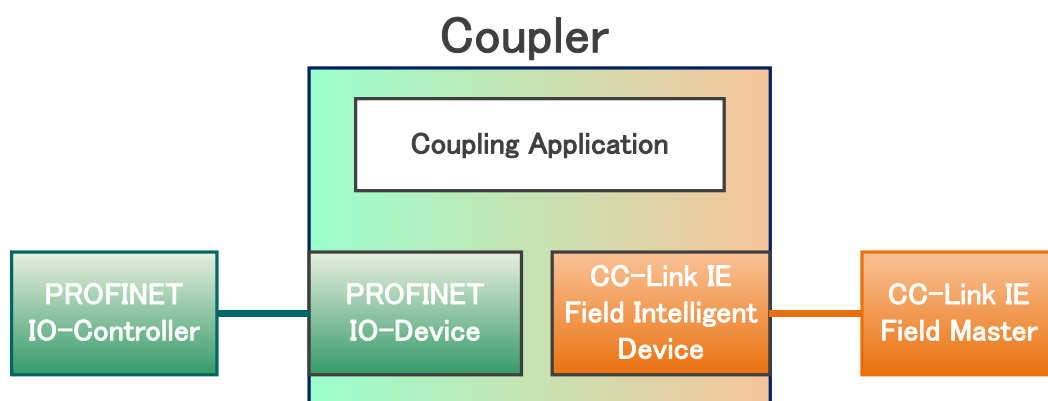 Coupler
Coupling Application
PROFINET
IO-Controller
PROFINET
IO-Device
CC-Link IE
Field Intelligent
Device
CC-Link IE
Field Master